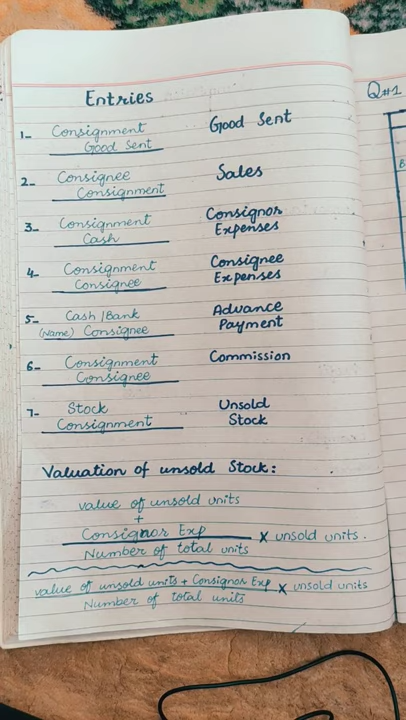 Entries
Q#1
1- Consignment Good Sent
Good Sent
2- Consignee Sales
Consignment
3- Consignment Consignor
Cash Expenses
4- Consignment Consignee
Consignee Expenses
5- Cash/Bank Advance
(Name) Consignee Payment
6- Consignment Commission
Consignee
7- Stock Unsold
Consignment Stock
Valuation of unsold Stock:
value of unsold units
+
Consignor Exp × unsold units.
Number of total units
value of unsold units + Consignor Exp × unsold units
Number of total units